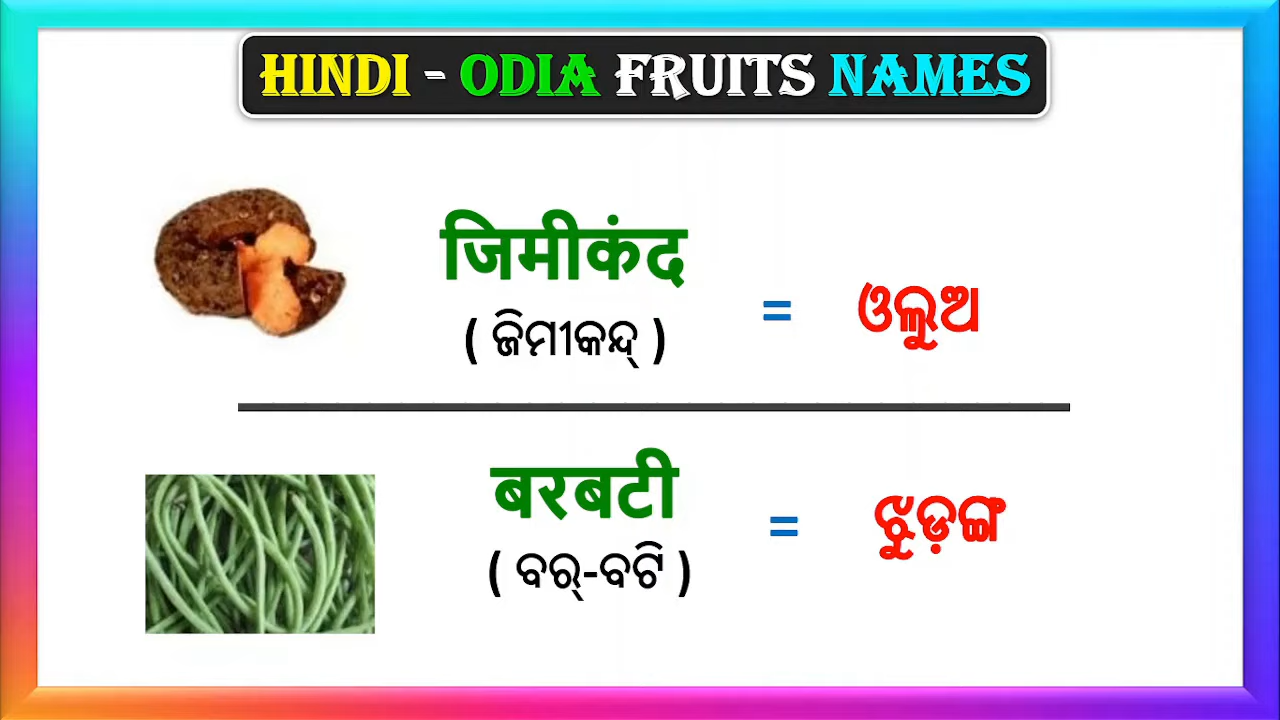 HINDI - ODIA FRUITS NAMES
जिमीकंद
( ଜିମୀକନ୍ଦ୍ )
= ଓଲୁଅ
बरबटी
( ବର୍-ବଟି )
= ଝୁଡ଼ଙ୍ଗ